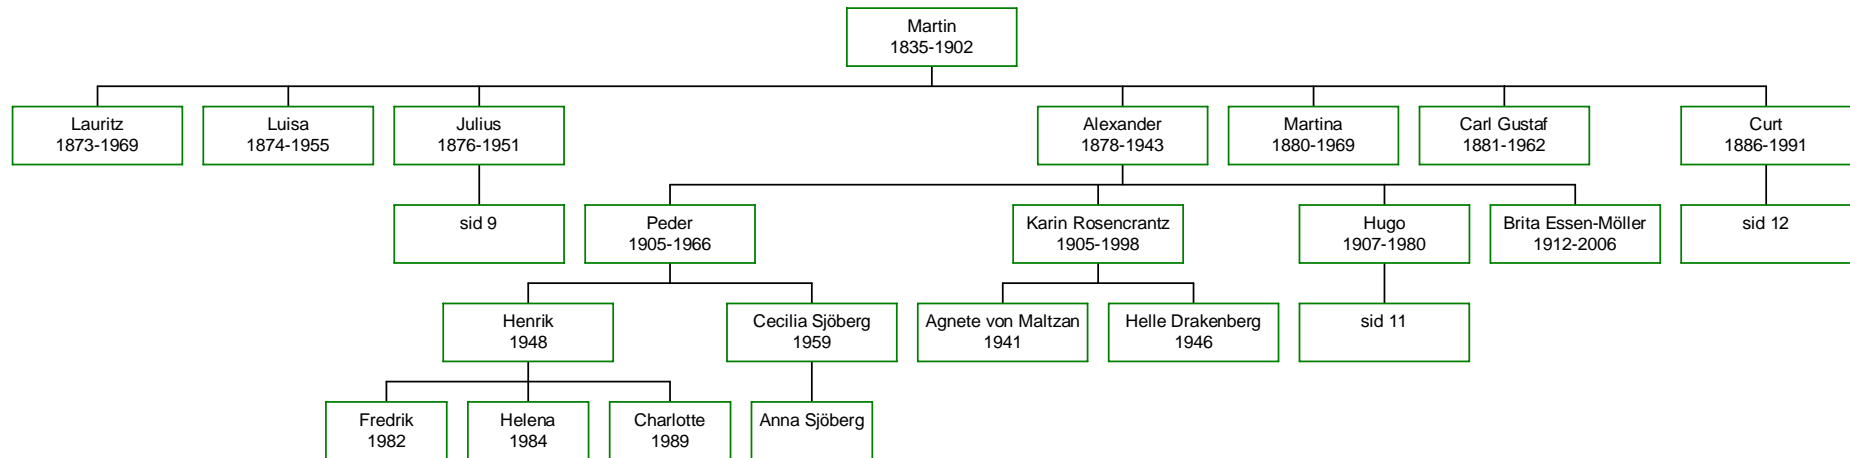 Martin
1835-1902
Lauritz
1873-1969
Luisa
1874-1955
Julius
1876-1951
Alexander
1878-1943
Martina
1880-1969
Carl Gustaf
1881-1962
Curt
1886-1991
sid 9
Peder
1905-1966
Karin Rosencrantz
1905-1998
Hugo
1907-1980
Brita Essen-Möller
1912-2006
sid 12
Henrik
1948
Cecilia Sjöberg
1959
Agnete von Maltzan
1941
Helle Drakenberg
1946
sid 11
Fredrik
1982
Helena
1984
Charlotte
1989
Anna Sjöberg